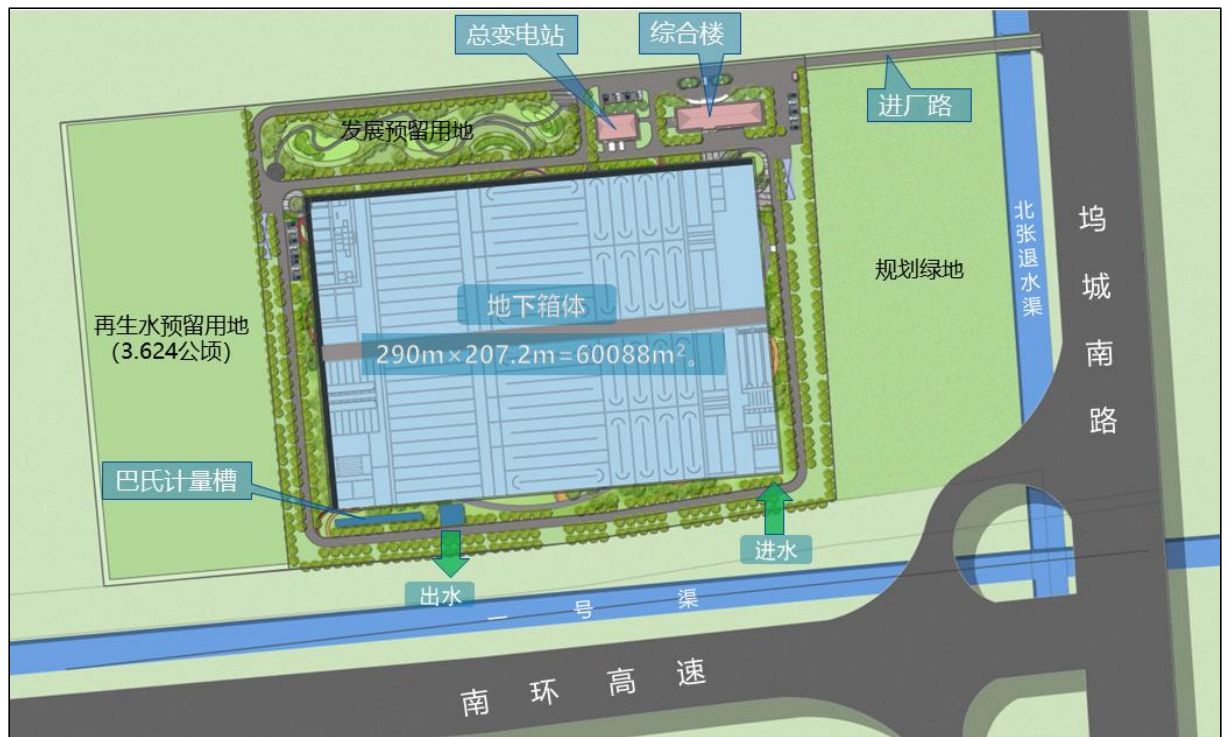 总变电站
综合楼
进厂路
发展预留用地
北张退水渠
坞城南路
规划绿地
地下箱体
290m×207.2m=60088m²。
再生水预留用地
(3.624公顷)
巴氏计量槽
进水
出水
一号渠
南环高速